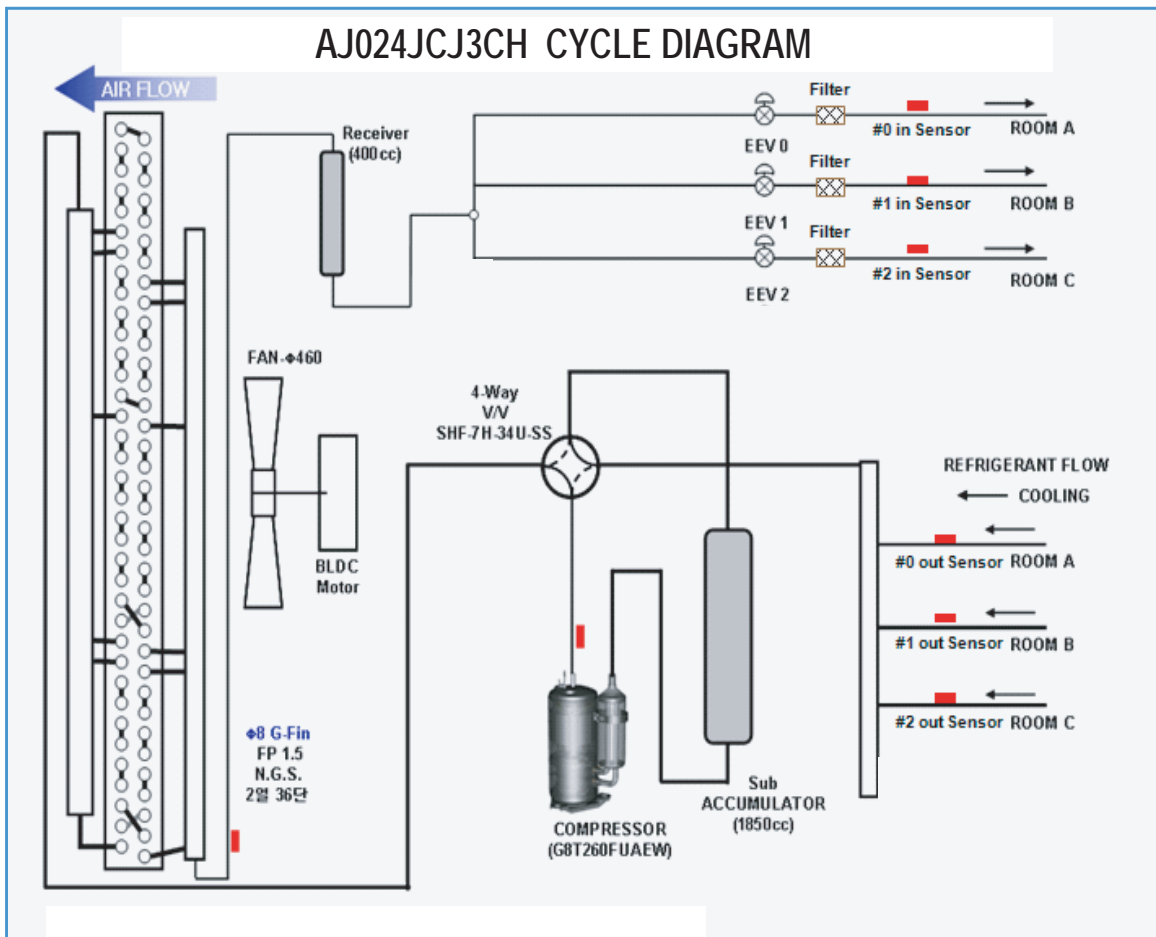 AJ024JCJ3CH CYCLE DIAGRAM
AIR FLOW
Receiver
(400cc)
Filter
EEV 0
#0 in Sensor
ROOM A
Filter
EEV 1
#1 in Sensor
ROOM B
Filter
EEV 2
#2 in Sensor
ROOM C
FAN-Φ460
BLDC
Motor
4-Way
V/V
SHF-7H-34U-SS
REFRIGERANT FLOW
COOLING
#0 out Sensor ROOM A
#1 out Sensor ROOM B
#2 out Sensor ROOM C
Φ8 G-Fin
FP 1.5
N.G.S.
2열 36단
COMPRESSOR
(G8T260FUAEW)
Sub
ACCUMULATOR
(1850cc)